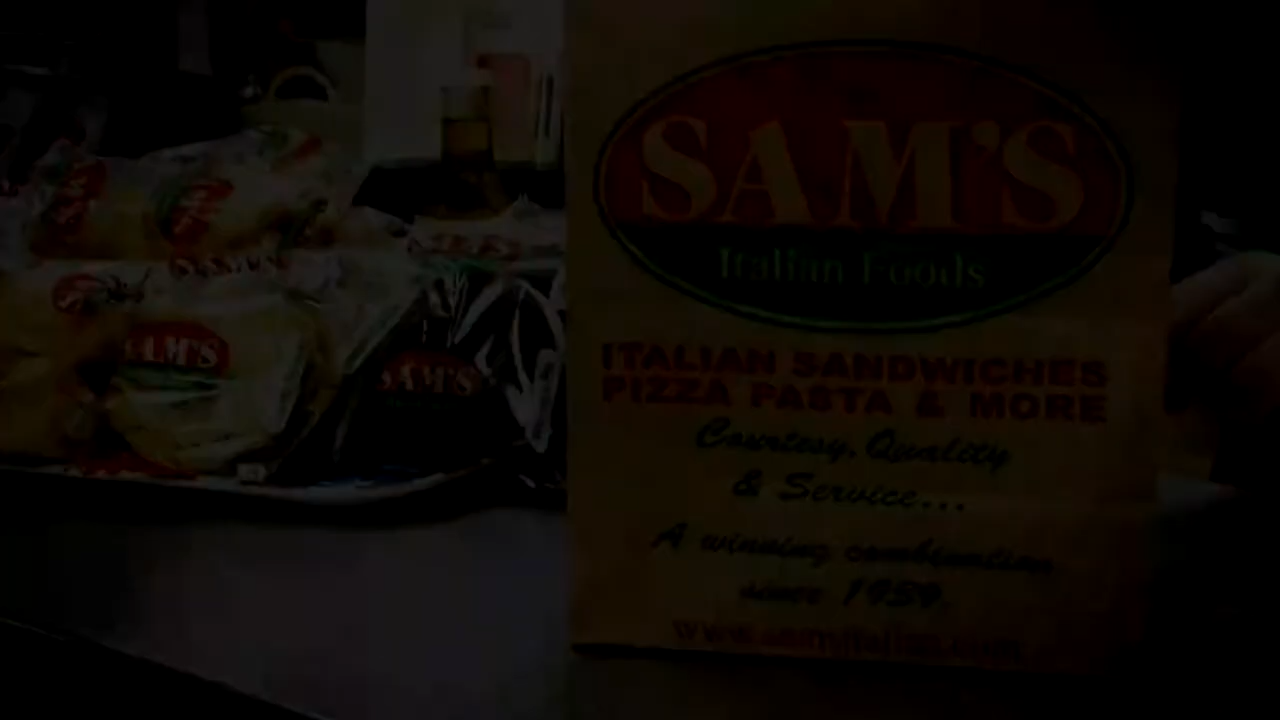 SAM'S
Italian Foods
ITALIAN SANDWICHES
PIZZA PASTA & MORE
Courtesy, Quality
& Service...
A winning combination
since 1959.
SAM'S
SAM'S